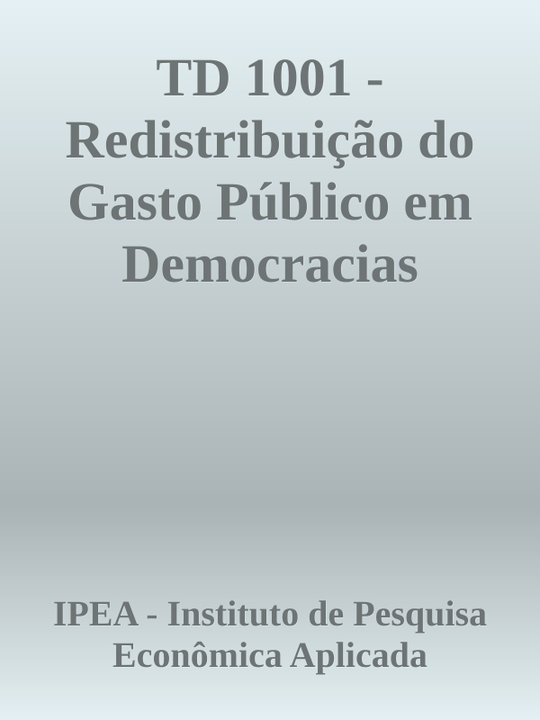 TD 1001 -
Redistribuição do
Gasto Público em
Democracias
IPEA - Instituto de Pesquisa
Econômica Aplicada